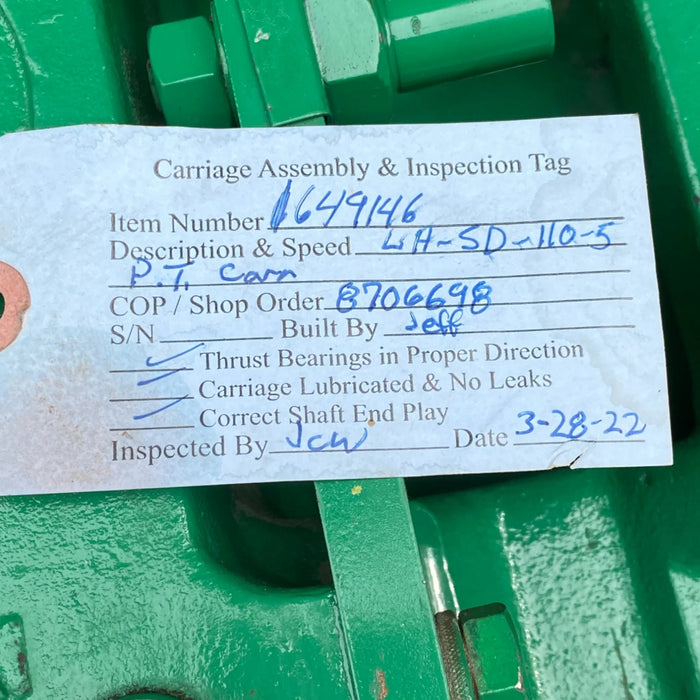 Carriage Assembly & Inspection Tag
Item Number 1649146
Description & Speed LH-SD-110-5
P.T. Carr
COP / Shop Order 8706698
S/N Built By Jeff
✓ Thrust Bearings in Proper Direction
✓ Carriage Lubricated & No Leaks
✓ Correct Shaft End Play
Inspected By JCW Date 3-28-22